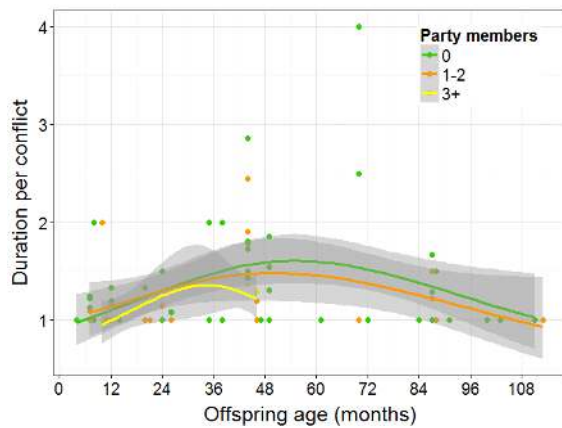 4
3
2
1
Duration per conflict
Party members
0
1-2
3+
0 12 24 36 48 60 72 84 96 108
Offspring age (months)